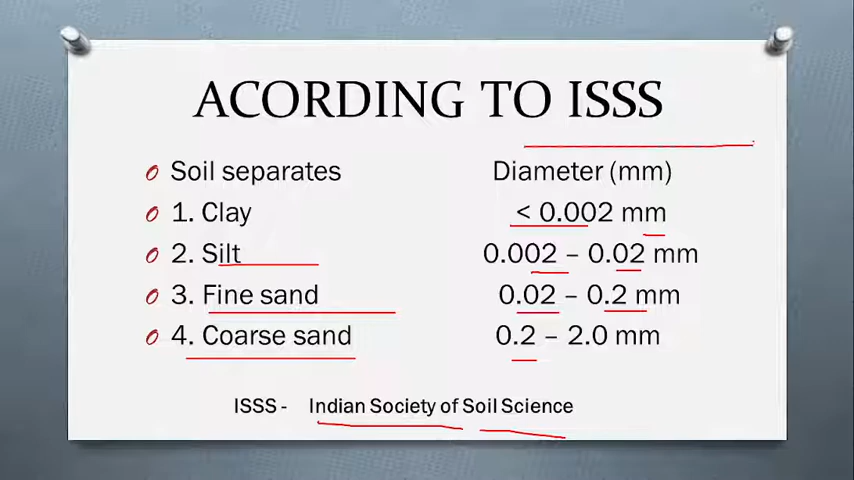 ACORDING TO ISSS
Soil separates Diameter (mm)
1. Clay < 0.002 mm
2. Silt 0.002 – 0.02 mm
3. Fine sand 0.02 – 0.2 mm
4. Coarse sand 0.2 – 2.0 mm
ISSS - Indian Society of Soil Science